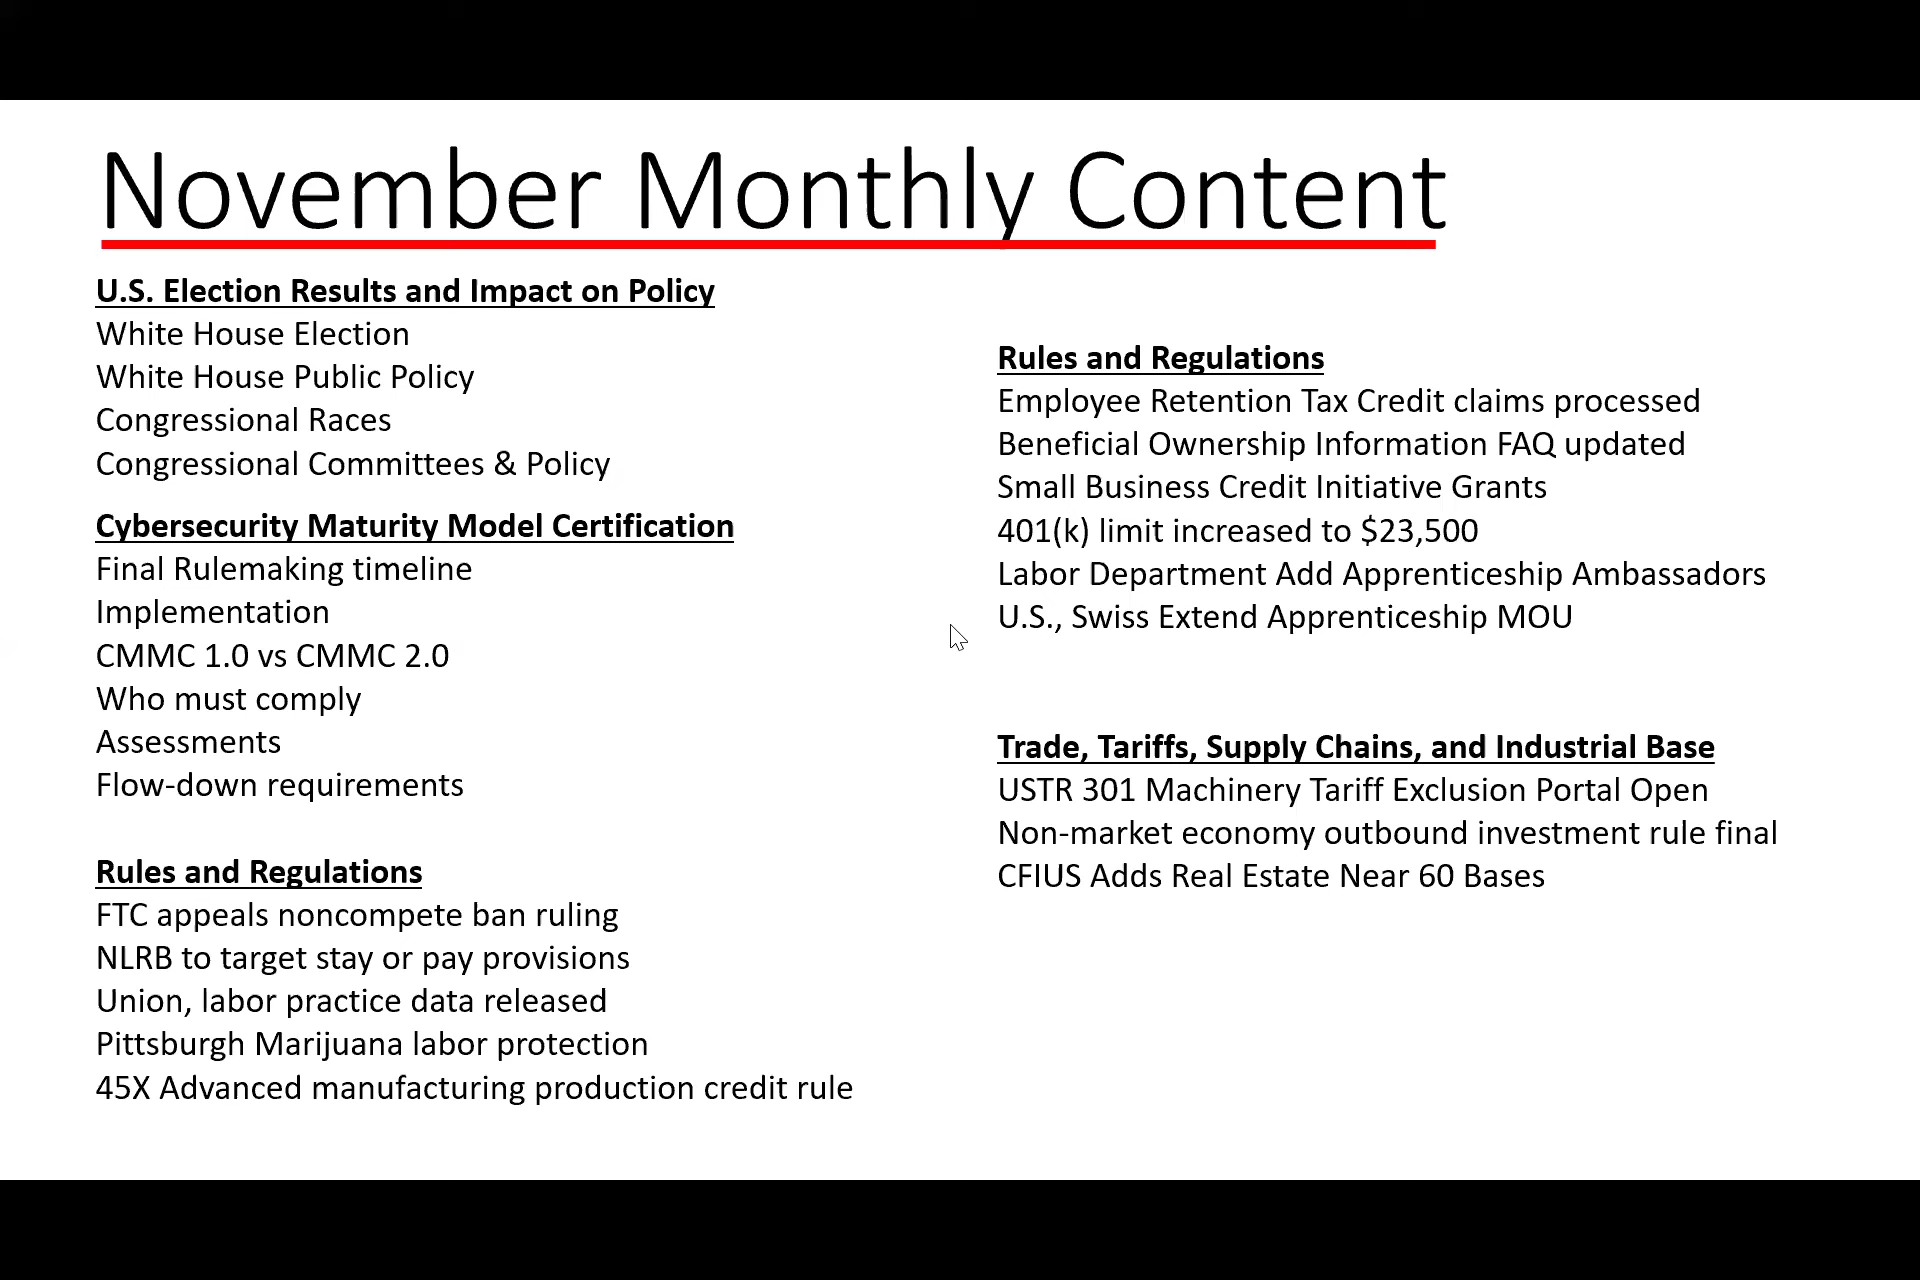 November Monthly Content
U.S. Election Results and Impact on Policy
White House Election
White House Public Policy
Congressional Races
Congressional Committees & Policy
Cybersecurity Maturity Model Certification
Final Rulemaking timeline
Implementation
CMMC 1.0 vs CMMC 2.0
Who must comply
Assessments
Flow-down requirements
Rules and Regulations
FTC appeals noncompete ban ruling
NLRB to target stay or pay provisions
Union, labor practice data released
Pittsburgh Marijuana labor protection
45X Advanced manufacturing production credit rule
Rules and Regulations
Employee Retention Tax Credit claims processed
Beneficial Ownership Information FAQ updated
Small Business Credit Initiative Grants
401(k) limit increased to $23,500
Labor Department Add Apprenticeship Ambassadors
U.S., Swiss Extend Apprenticeship MOU
Trade, Tariffs, Supply Chains, and Industrial Base
USTR 301 Machinery Tariff Exclusion Portal Open
Non-market economy outbound investment rule final
CFIUS Adds Real Estate Near 60 Bases